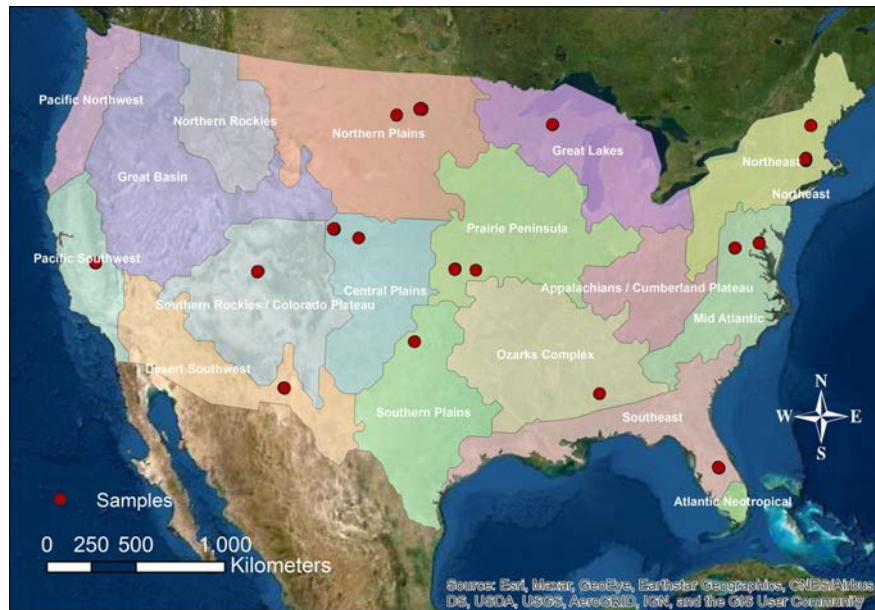 Pacific Northwest
Northern Rockies
Northern Plains
Great Lakes
Northeast
Northeast
Great Basin
Prairie Peninsula
Pacific Southwest
Central Plains
Southern Rockies / Colorado Plateau
Appalachians / Cumberland Plateau
Mid Atlantic
Ozarks Complex
Desert Southwest
Southern Plains
Southeast
Atlantic Neotropical
N
W E
S
Samples
0 250 500 1,000
Kilometers
Source: Esri, Maxar, GeoEye, Earthstar Geographics, CNES/Airbus
DS, USDA, USGS, AeroGRID, IGN, and the GIS User Community